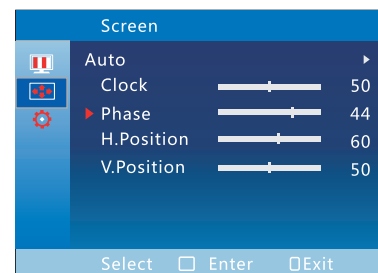 Screen
Auto
Clock 50
Phase 44
H.Position 60
V.Position 50
Select Enter Exit